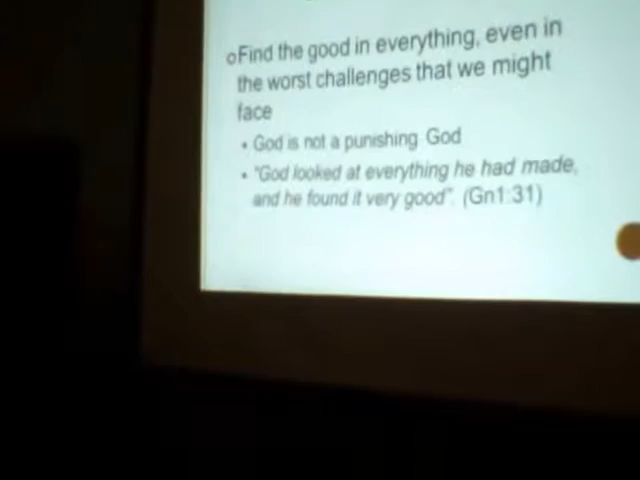 oFind the good in everything, even in
the worst challenges that we might
face
• God is not a punishing God
• "God looked at everything he had made,
and he found it very good". (Gn1:31)